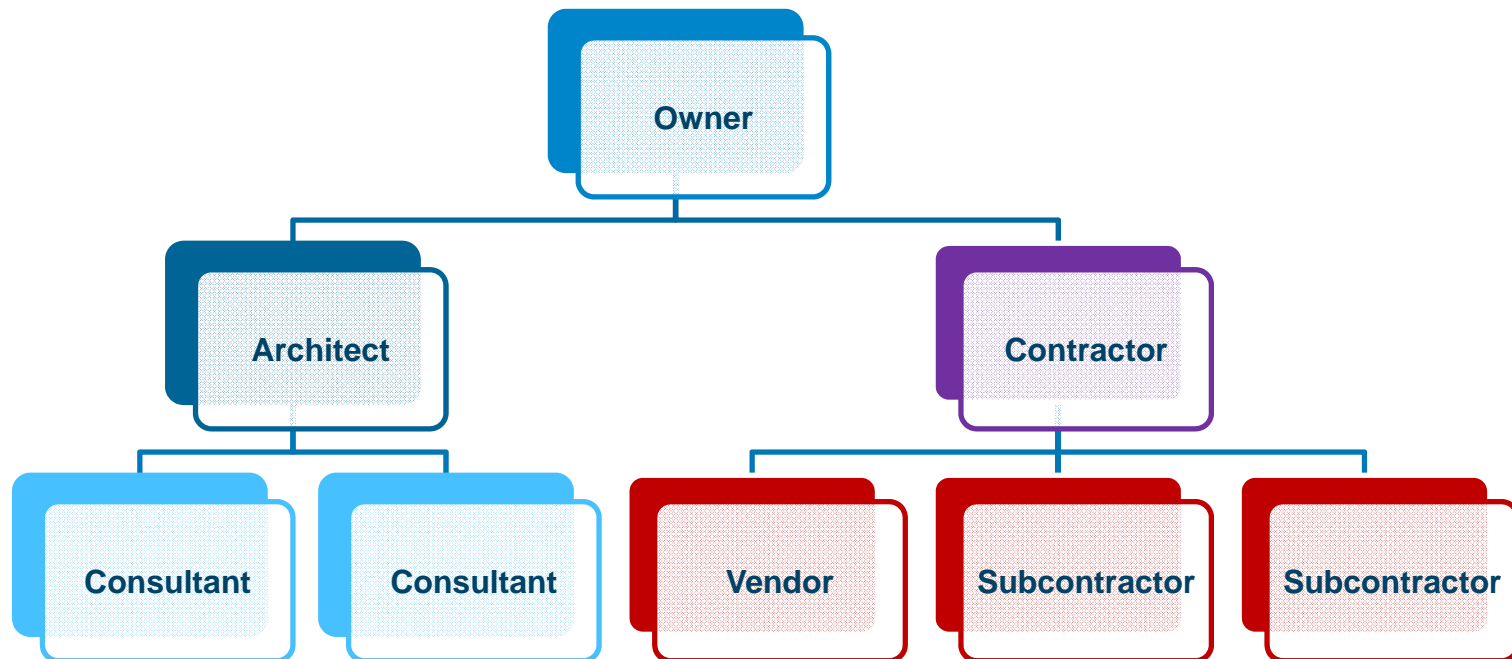 Owner
Architect
Contractor
Consultant
Consultant
Vendor
Subcontractor
Subcontractor